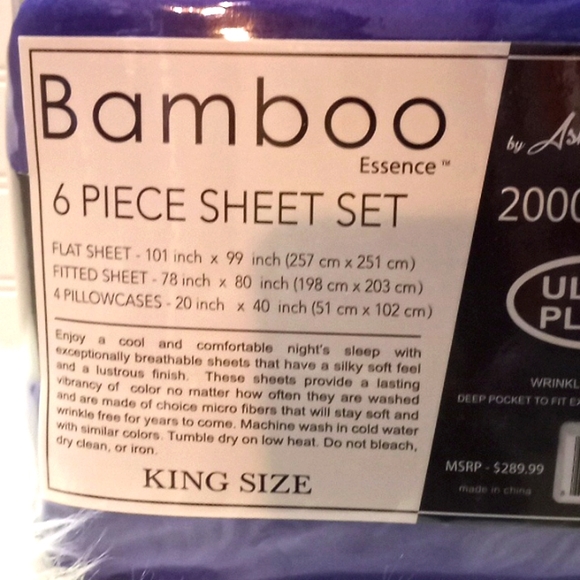 Bamboo
Essence™
6 PIECE SHEET SET
FLAT SHEET - 101 inch x 99 inch (257 cm x 251 cm)
FITTED SHEET - 78 inch x 80 inch (198 cm x 203 cm)
4 PILLOWCASES - 20 inch x 40 inch (51 cm x 102 cm)
Enjoy a cool and comfortable night's sleep with
exceptionally breathable sheets that have a silky soft feel
and a lustrous finish. These sheets provide a lasting
vibrancy of color no matter how often they are washed
and are made of choice micro fibers that will stay soft and
wrinkle free for years to come. Machine wash in cold water
with similar colors. Tumble dry on low heat. Do not bleach,
dry clean, or iron.
KING SIZE
by
2000
UL
PL
WRINKL
DEEP POCKET TO FIT E
MSRP - $289.99
made in china